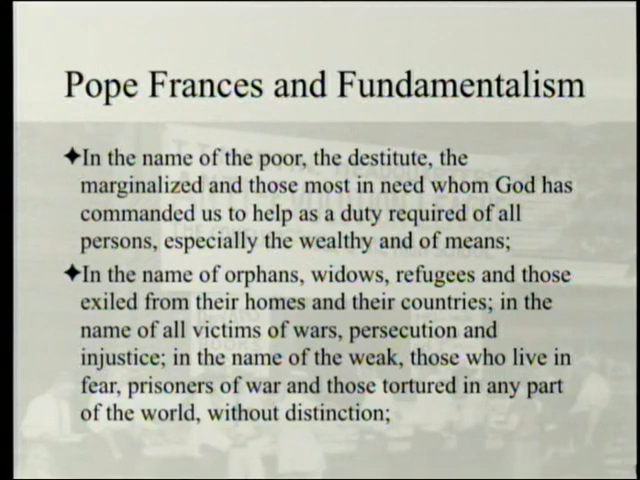 Pope Frances and Fundamentalism
✦In the name of the poor, the destitute, the
marginalized and those most in need whom God has
commanded us to help as a duty required of all
persons, especially the wealthy and of means;
✦In the name of orphans, widows, refugees and those
exiled from their homes and their countries; in the
name of all victims of wars, persecution and
injustice; in the name of the weak, those who live in
fear, prisoners of war and those tortured in any part
of the world, without distinction;